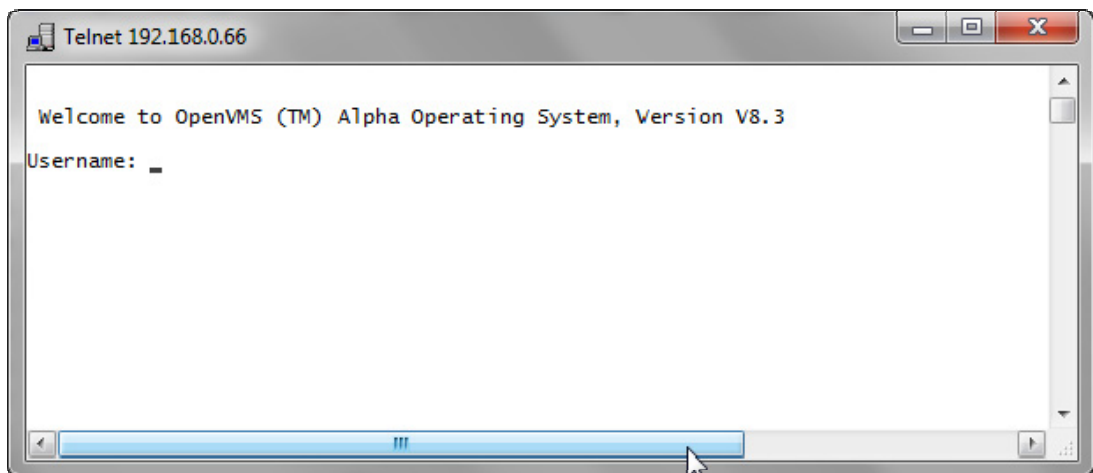 Telnet 192.168.0.66
Welcome to OpenVMS (TM) Alpha Operating System, Version V8.3
Username: _